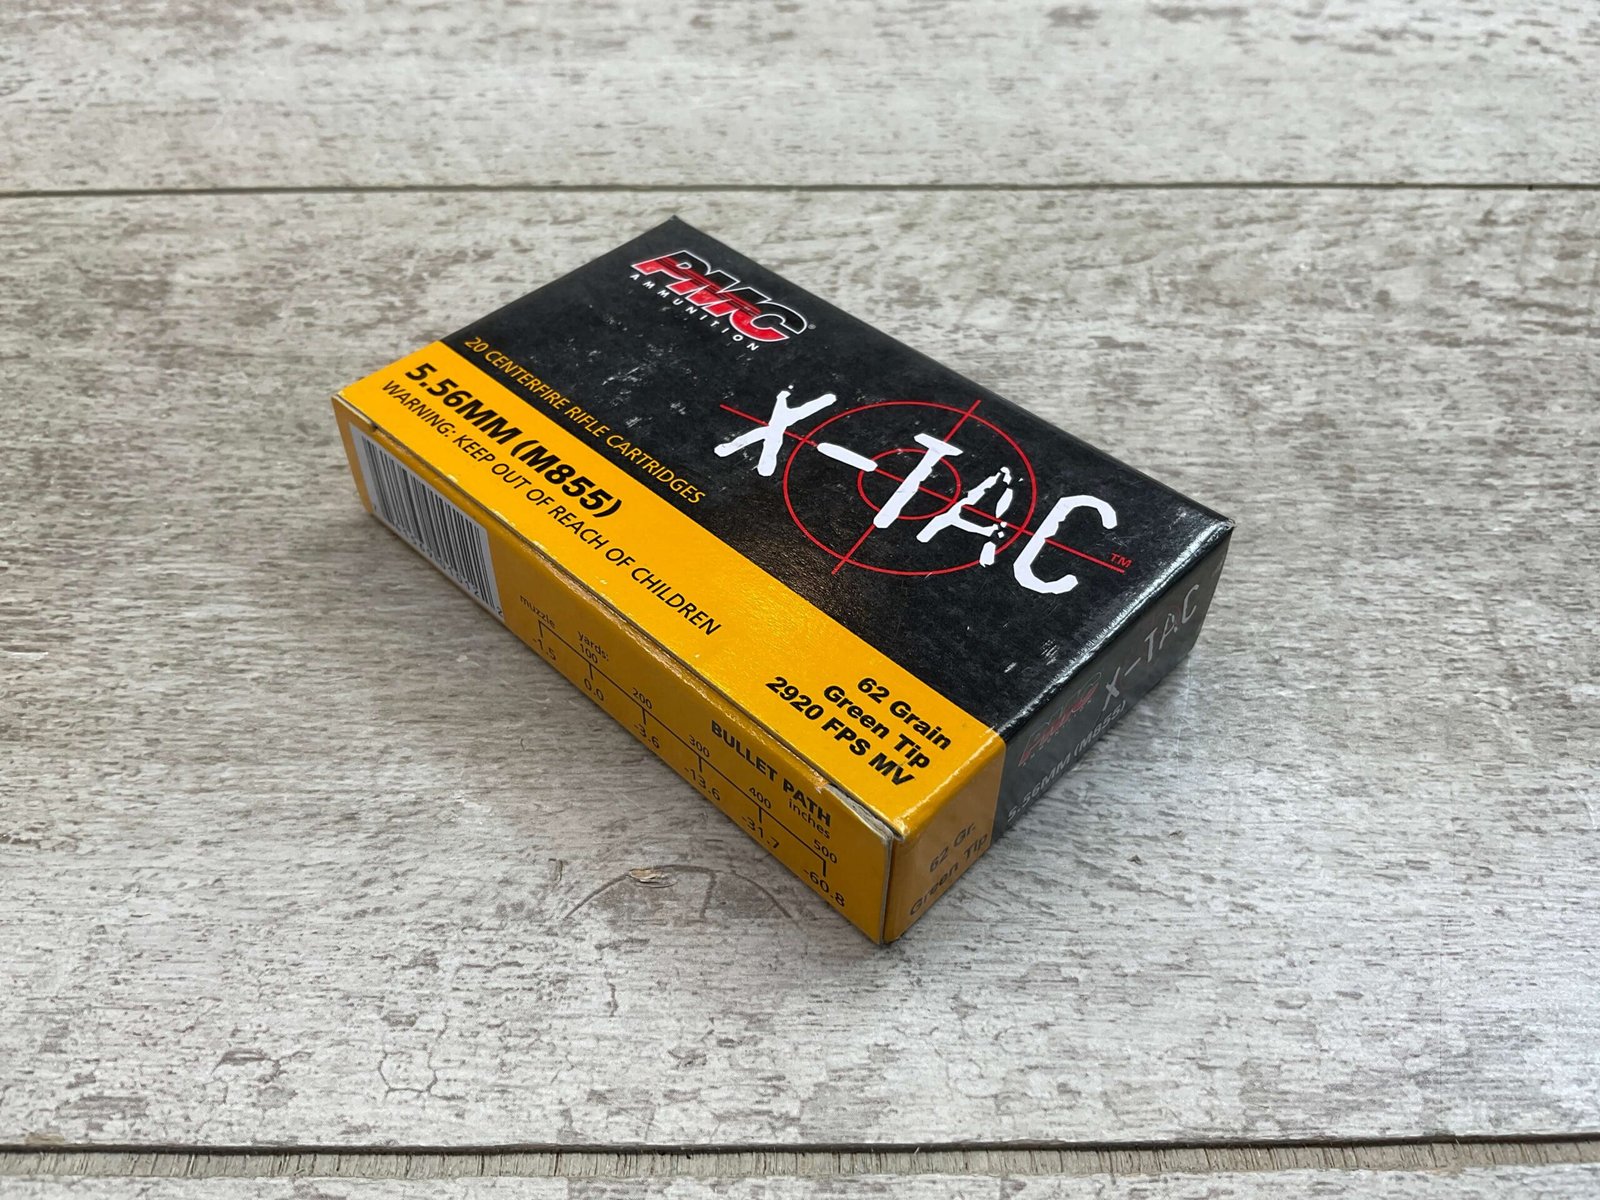 PMC®
AMMUNITION
X-TAC™
20 CENTERFIRE RIFLE CARTRIDGES
5.56MM (M855)
WARNING: KEEP OUT OF REACH OF CHILDREN
62 Grain
Green Tip
2920 FPS MV
muzzle yards: 100 200 300 400 500
-1.5 0.0 -3.6 -13.6 -31.7 -60.8
BULLET PATH
inches
PMC X-TAC
5.56MM (M855)
62 Gr.
Green Tip